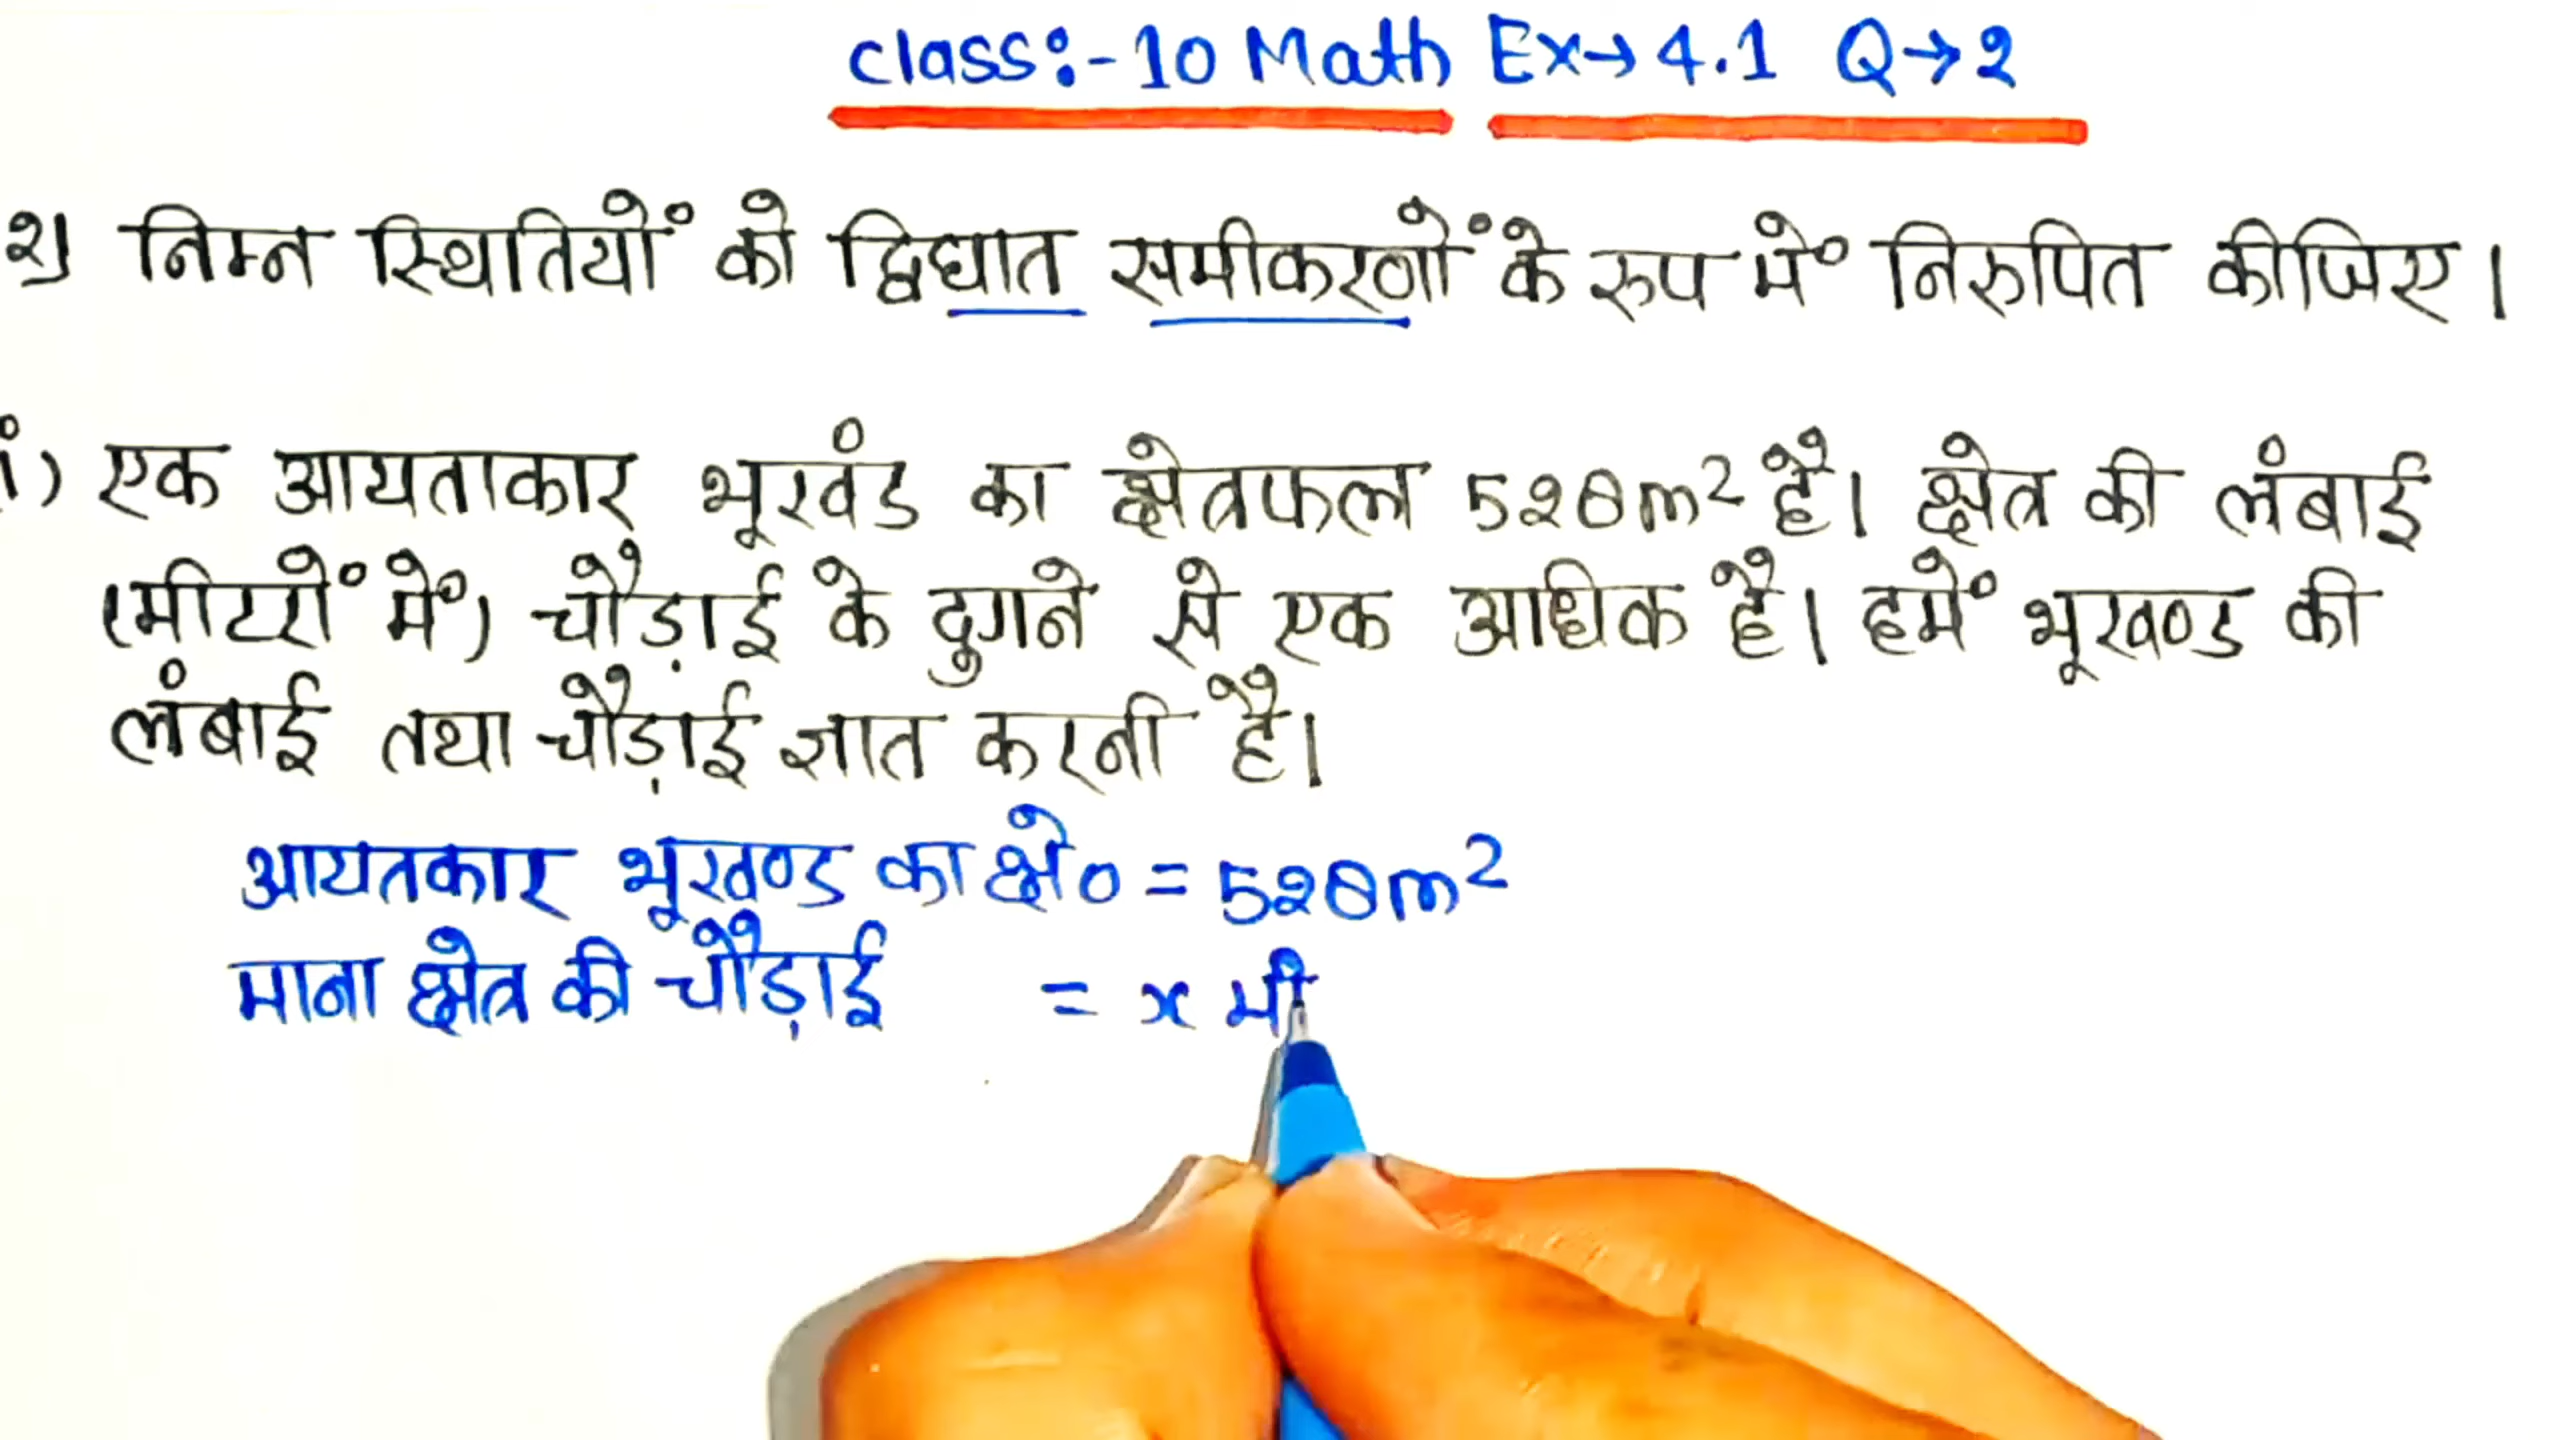 class:-10 Math Ex→4.1 Q→2
2) निम्न स्थितियों को द्विघात समीकरणों के रुप में निरुपित कीजिए।
i) एक आयताकार भूखंड का क्षेत्रफल 528m² है। क्षेत्र की लंबाई
(मीटरों में) चौड़ाई के दुगने से एक अधिक है। हमें भूखण्ड की
लंबाई तथा चौड़ाई ज्ञात करनी है।
आयतकार भूखण्ड का क्षे० = 528m²
माना क्षेत्र की चौड़ाई = x मी